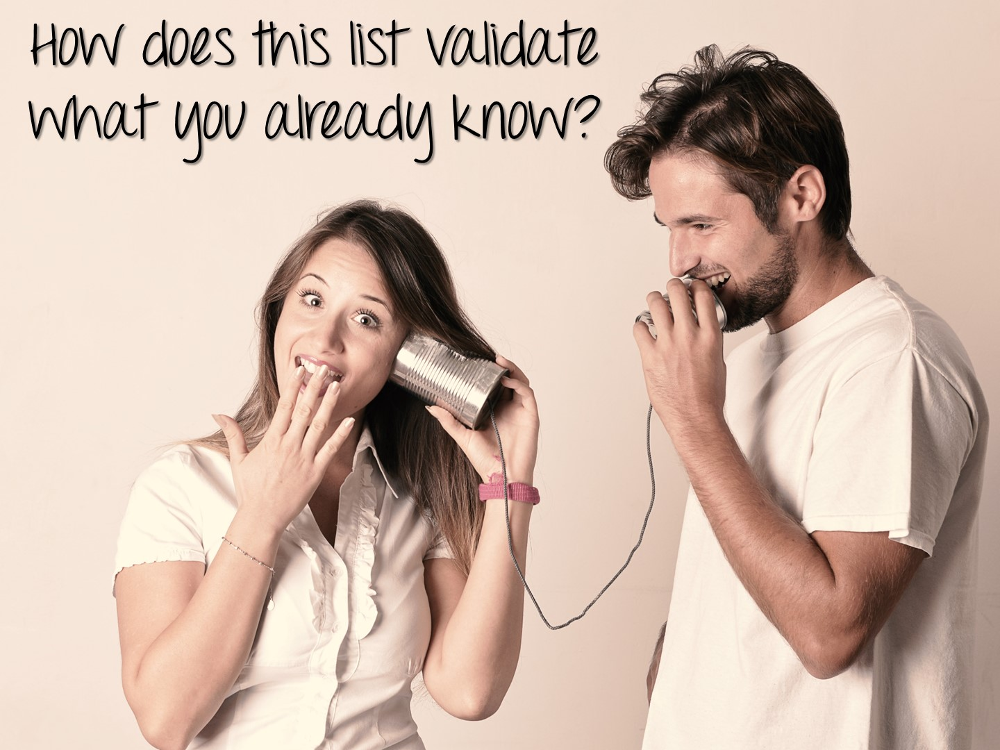 How does this list validate
what you already know?